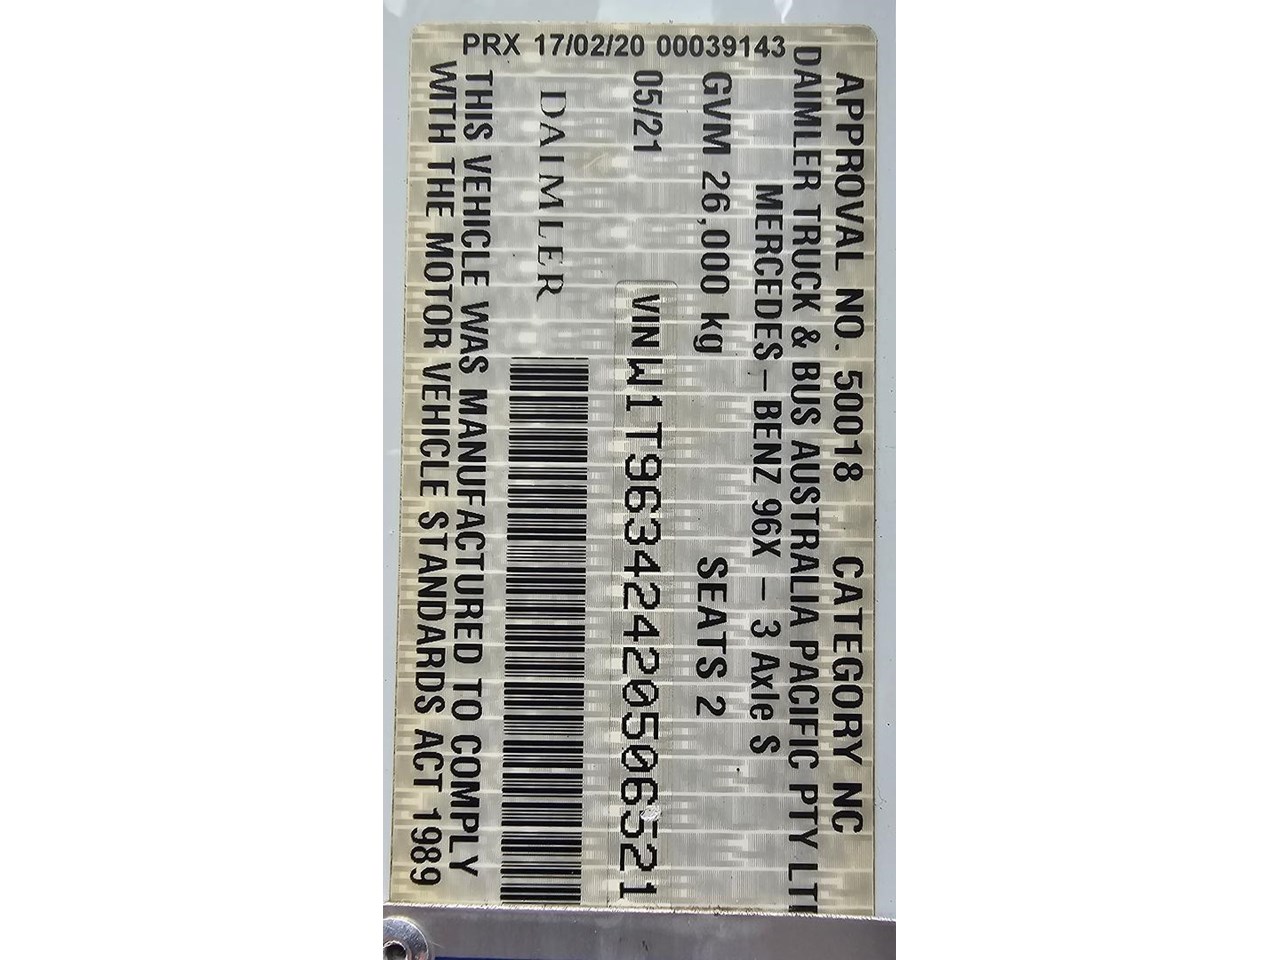 PRX 17/02/20 00039143
APPROVAL NO. 50018 CATEGORY NC
DAIMLER TRUCK & BUS AUSTRALIA PACIFIC PTY LTD
MERCEDES-BENZ 96X - 3 Axle S
GVM 26,000 kg SEATS 2
05/21 VIN W1T96342420506521
DAIMLER
THIS VEHICLE WAS MANUFACTURED TO COMPLY
WITH THE MOTOR VEHICLE STANDARDS ACT 1989